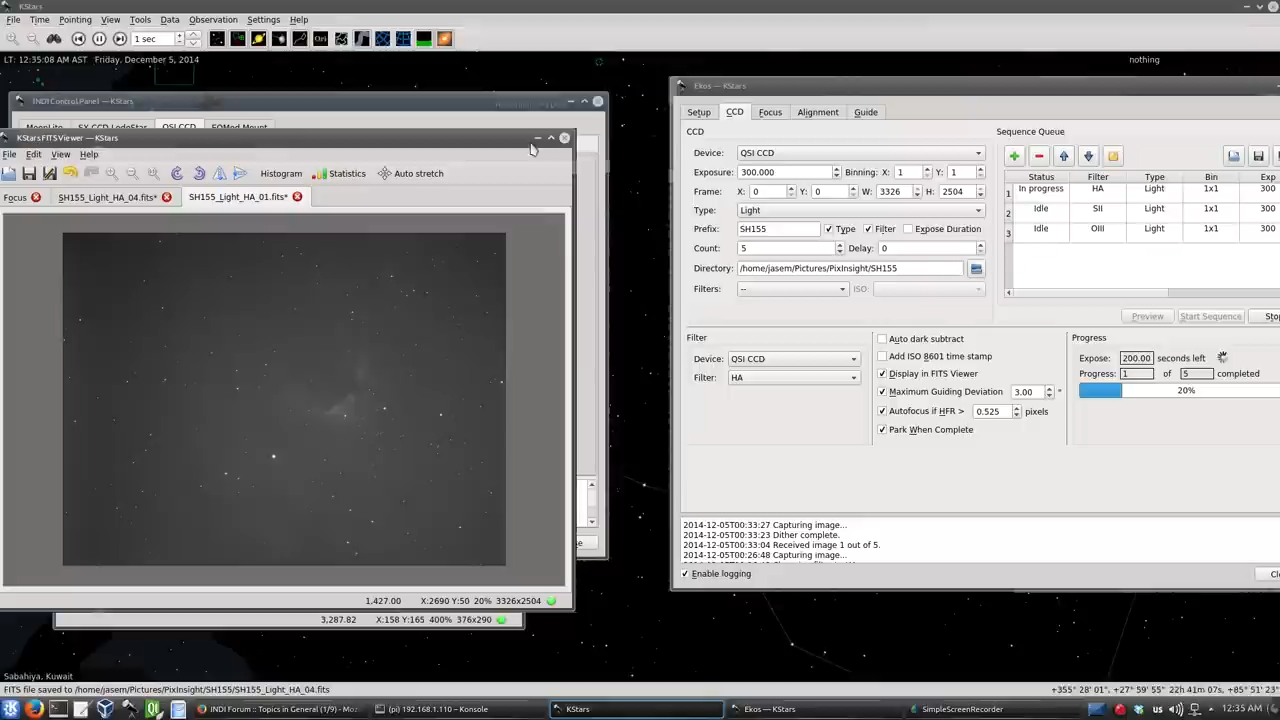 KStars
File Time Pointing View Tools Data Observation Settings Help
1 sec
LT: 12:35:08 AM AST Friday, December 5, 2014
nothing
INDI Control Panel — KStars
MoonLite SX CCD LodeStar QSI CCD EQMod Mount
KStars FITS Viewer — KStars
File Edit View Help
Histogram Statistics Auto stretch
Focus SH155_Light_HA_04.fits* SH155_Light_HA_01.fits*
1,427.00 X:2690 Y:50 20% 3326x2504
3,287.82 X:158 Y:165 400% 376x290
Ekos — KStars
Setup CCD Focus Alignment Guide
CCD
Device: QSI CCD
Exposure: 300.000 Binning: X: 1 Y: 1
Frame: X: 0 Y: 0 W: 3326 H: 2504
Type: Light
Prefix: SH155 Type Filter Expose Duration
Count: 5 Delay: 0
Directory: /home/jasem/Pictures/PixInsight/SH155
Filters: -- ISO:
Sequence Queue
Status Filter Type Bin Exp
1 In progress HA Light 1x1 300
2 Idle SII Light 1x1 300
3 Idle OIII Light 1x1 300
Preview Start Sequence Sto
Filter
Device: QSI CCD
Filter: HA
Auto dark subtract
Add ISO 8601 time stamp
Display in FITS Viewer
Maximum Guiding Deviation 3.00 "
Autofocus if HFR > 0.525 pixels
Park When Complete
Progress
Expose: 200.00 seconds left
Progress: 1 of 5 completed
20%
2014-12-05T00:33:27 Capturing image...
2014-12-05T00:33:23 Dither complete.
2014-12-05T00:33:04 Received image 1 out of 5.
2014-12-05T00:26:48 Capturing image...
Enable logging
Clo
Sabahiya, Kuwait
FITS file saved to /home/jasem/Pictures/PixInsight/SH155/SH155_Light_HA_04.fits
+355° 28' 01", +27° 59' 55" 22h 41m 07s, +85° 51' 23"
INDI Forum :: Topics in General (1/9) - Moz (pi) 192.168.1.110 — Konsole KStars Ekos — KStars SimpleScreenRecorder us 12:35 AM